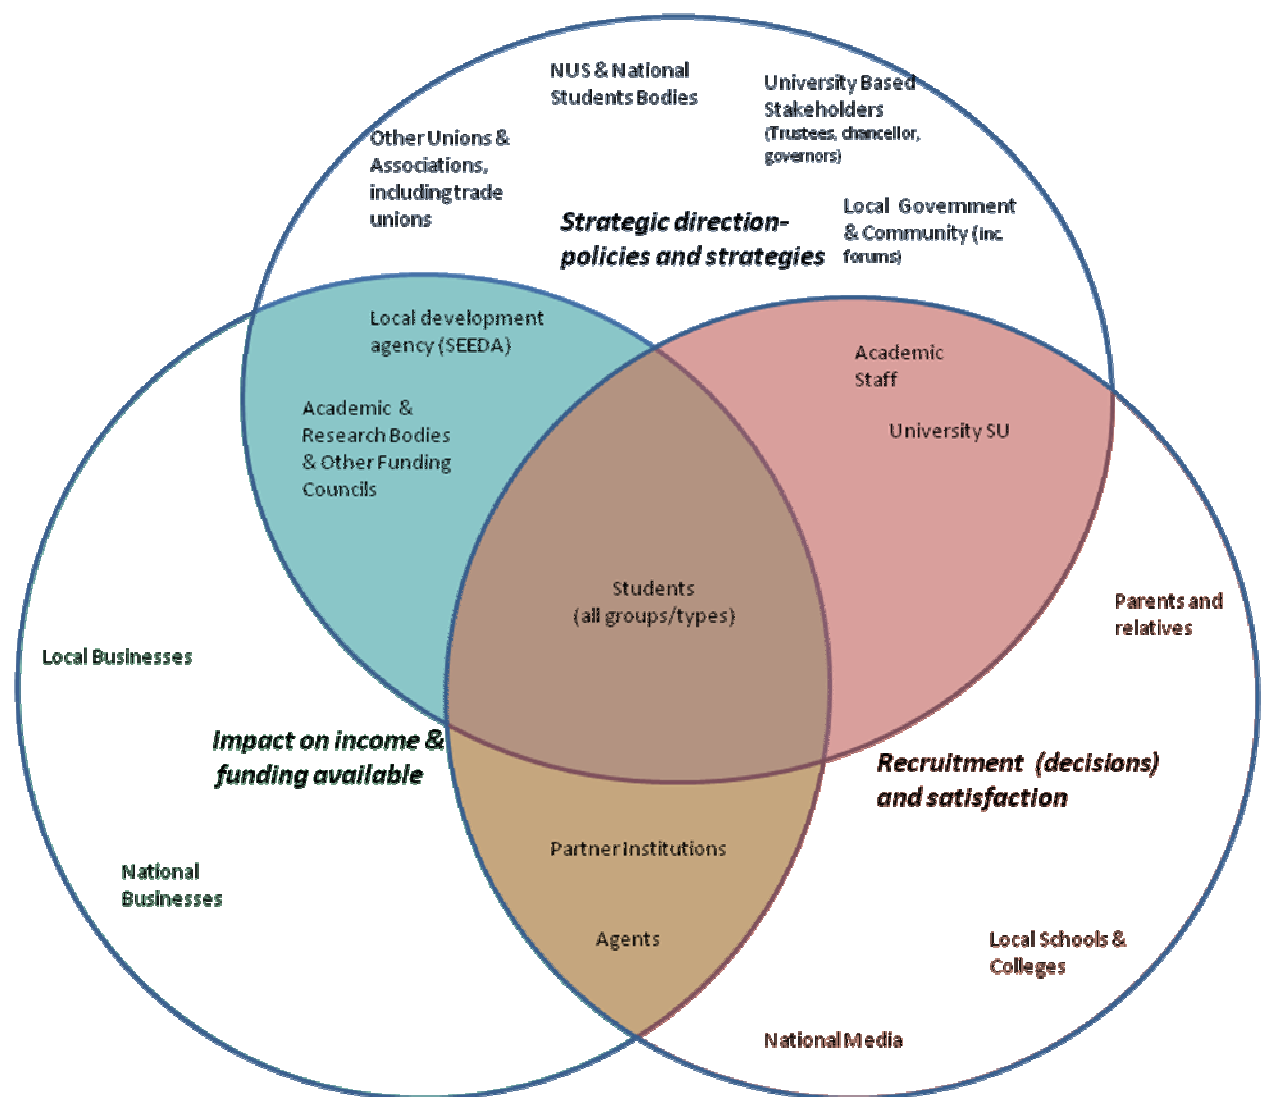 NUS & National
Students Bodies
University Based
Stakeholders
(Trustees, chancellor,
governors)
Other Unions &
Associations,
including trade
unions
Strategic direction-
policies and strategies
Local Government
& Community (inc.
forums)
Local development
agency (SEEDA)
Academic
Staff
University SU
Academic &
Research Bodies
& Other Funding
Councils
Students
(all groups/types)
Parents and
relatives
Local Businesses
Impact on income &
funding available
Recruitment (decisions)
and satisfaction
Partner Institutions
National
Businesses
Agents
Local Schools &
Colleges
National Media